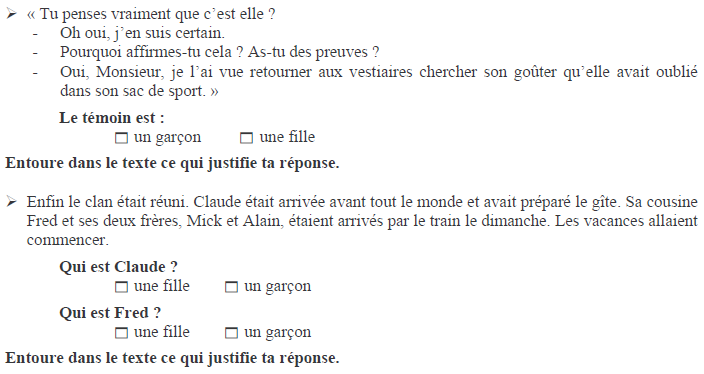 ➢ « Tu penses vraiment que c’est elle ?
- Oh oui, j’en suis certain.
- Pourquoi affirmes-tu cela ? As-tu des preuves ?
- Oui, Monsieur, je l’ai vue retourner aux vestiaires chercher son goûter qu’elle avait oublié
dans son sac de sport. »
Le témoin est :
☐ un garçon ☐ une fille
Entoure dans le texte ce qui justifie ta réponse.
➢ Enfin le clan était réuni. Claude était arrivée avant tout le monde et avait préparé le gîte. Sa cousine
Fred et ses deux frères, Mick et Alain, étaient arrivés par le train le dimanche. Les vacances allaient
commencer.
Qui est Claude ?
☐ une fille ☐ un garçon
Qui est Fred ?
☐ une fille ☐ un garçon
Entoure dans le texte ce qui justifie ta réponse.